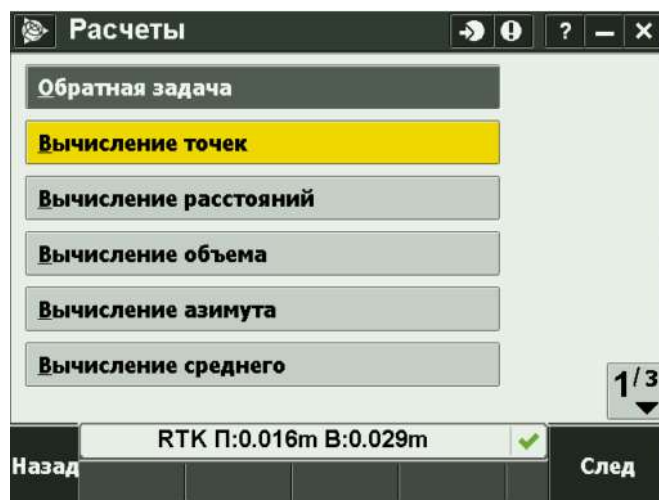 Расчеты ? – ×
Обратная задача
Вычисление точек
Вычисление расстояний
Вычисление объема
Вычисление азимута
Вычисление среднего
1/3
RTK П:0.016m В:0.029m
Назад След